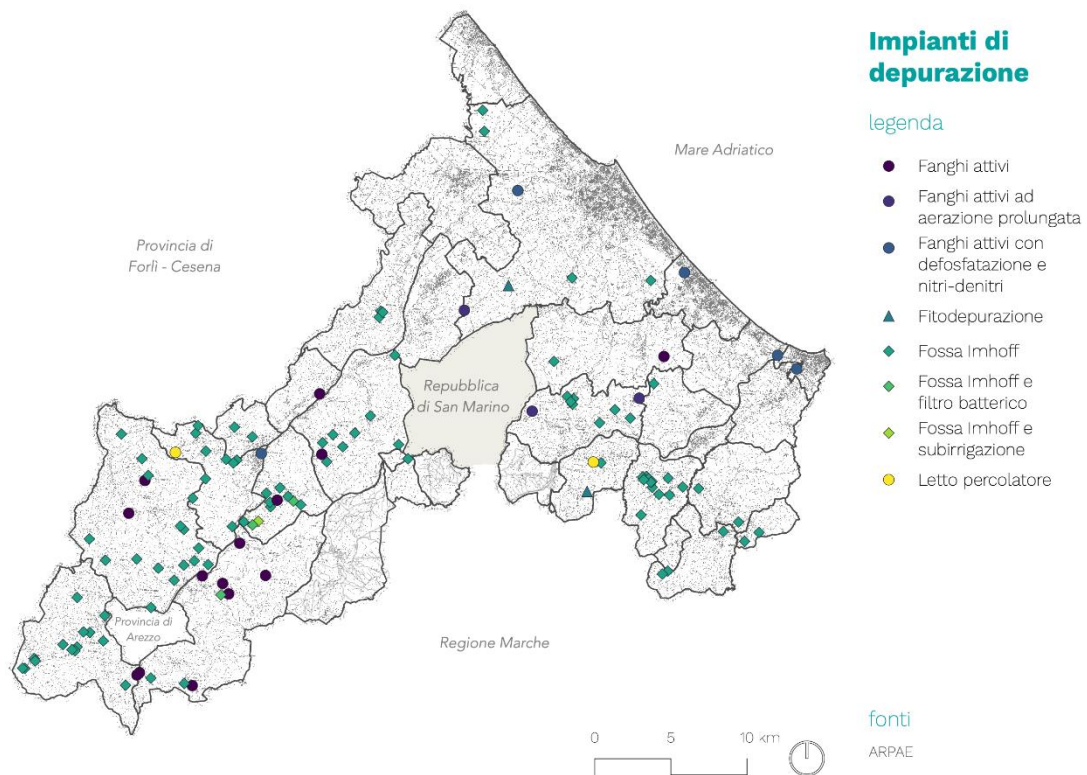 Impianti di
depurazione
legenda
Fanghi attivi
Fanghi attivi ad
aerazione prolungata
Fanghi attivi con
defosfatazione e
nitri-denitri
Fitodepurazione
Fossa Imhoff
Fossa Imhoff e
filtro batterico
Fossa Imhoff e
subirrigazione
Letto percolatore
Mare Adriatico
Provincia di
Forlì - Cesena
Repubblica
di San Marino
Provincia di
Arezzo
Regione Marche
0 5 10 km
fonti
ARPAE